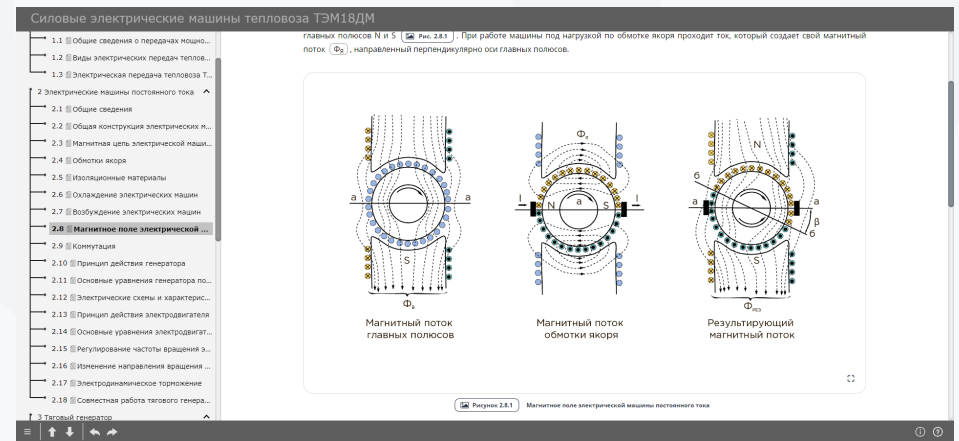 Силовые электрические машины тепловоза ТЭМ18ДМ
1.1 Общие сведения о передачах мощно...
1.2 Виды электрических передач теплов...
1.3 Электрическая передача тепловоза Т...
2 Электрические машины постоянного тока
2.1 Общие сведения
2.2 Общая конструкция электрических м...
2.3 Магнитная цепь электрической маши...
2.4 Обмотки якоря
2.5 Изоляционные материалы
2.6 Охлаждение электрических машин
2.7 Возбуждение электрических машин
2.8 Магнитное поле электрической ...
2.9 Коммутация
2.10 Принцип действия генератора
2.11 Основные уравнения генератора по...
2.12 Электрические схемы и характерис...
2.13 Принцип действия электродвигателя
2.14 Основные уравнения электродвигат...
2.15 Регулирование частоты вращения э...
2.16 Изменение направления вращения ...
2.17 Электродинамическое торможение
2.18 Совместная работа тягового генера...
3 Тяговый генератор
главных полюсов N и S Рис. 2.8.1 . При работе машины под нагрузкой по обмотке якоря проходит ток, который создает свой магнитный
поток Фя , направленный перпендикулярно оси главных полюсов.
a a
S
Фв
Магнитный поток
главных полюсов
Фя
I N a S I
Магнитный поток
обмотки якоря
N
б
a a
β
б
S
Фрез
Результирующий
магнитный поток
Рисунок 2.8.1 Магнитное поле электрической машины постоянного тока